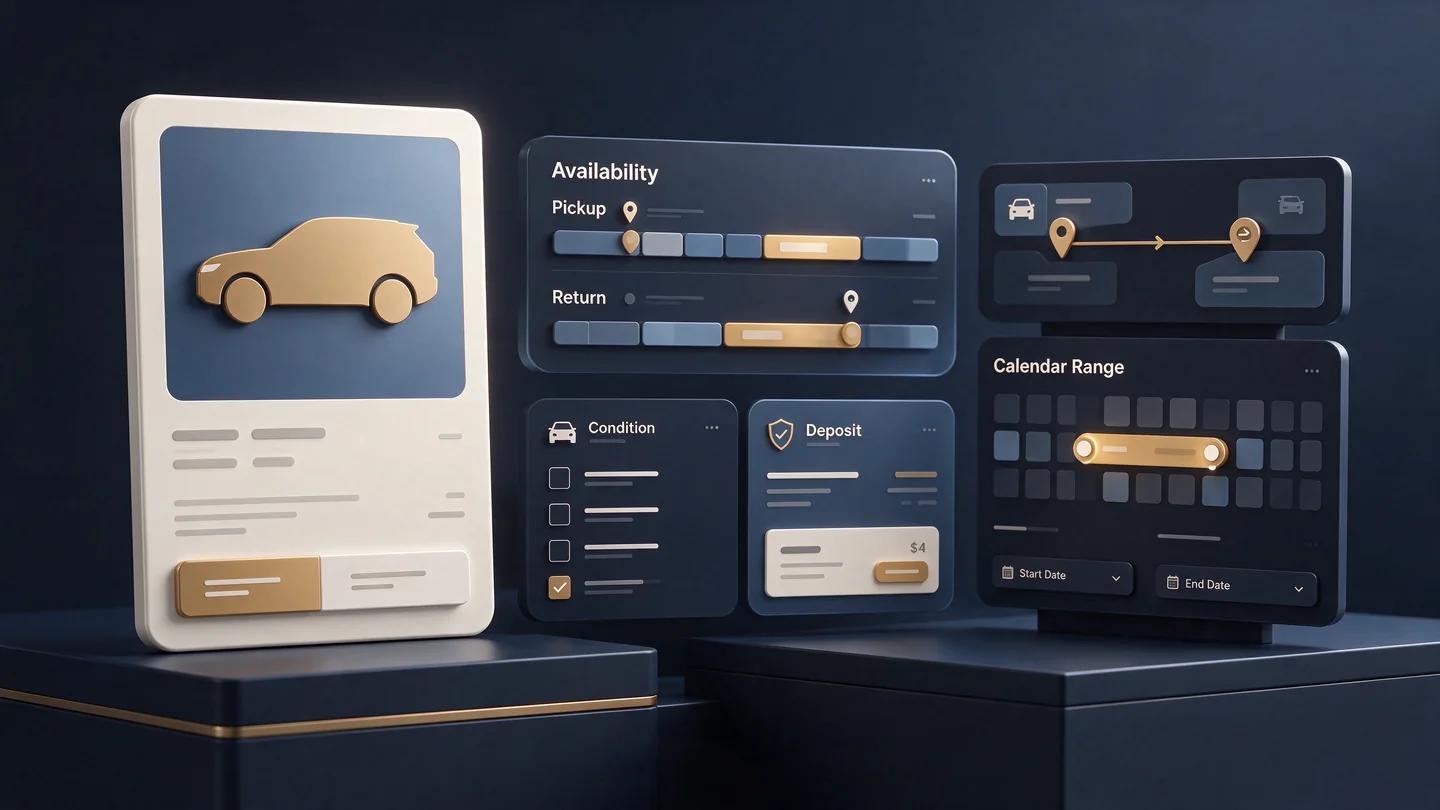 Availability
Pickup
Return
Condition
Deposit
$4
Calendar Range
Start Date
End Date